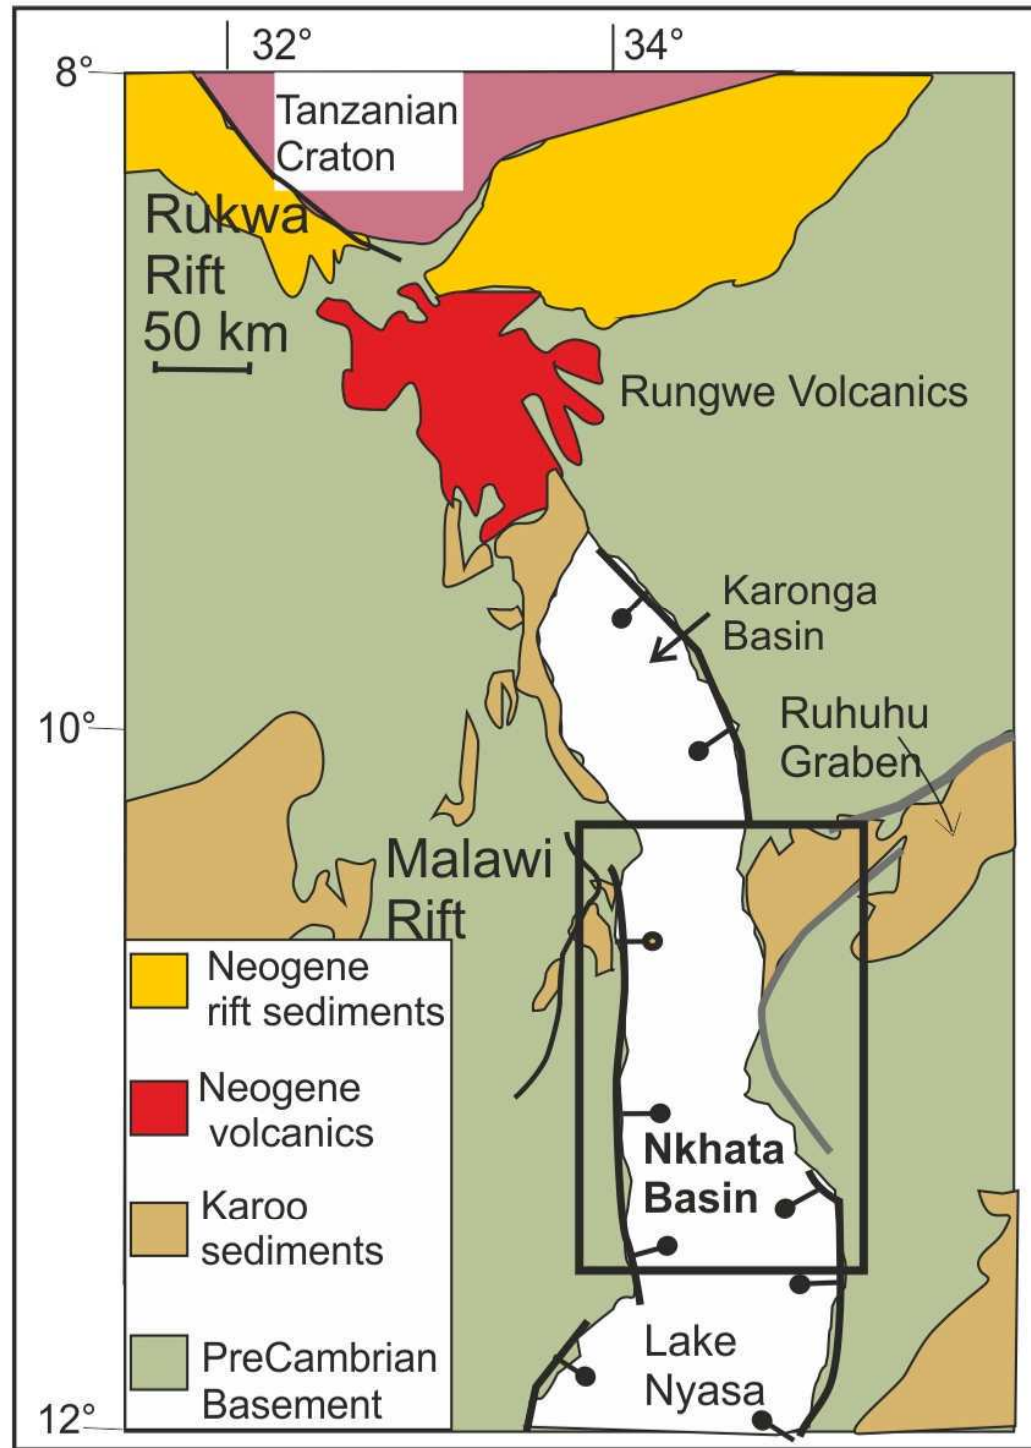 32°
34°
8°
Tanzanian
Craton
Rukwa
Rift
50 km
Rungwe Volcanics
Karonga
Basin
10°
Ruhuhu
Graben
Malawi
Rift
Neogene
rift sediments
Neogene
volcanics
Nkhata
Basin
Karoo
sediments
Lake
Nyasa
PreCambrian
Basement
12°